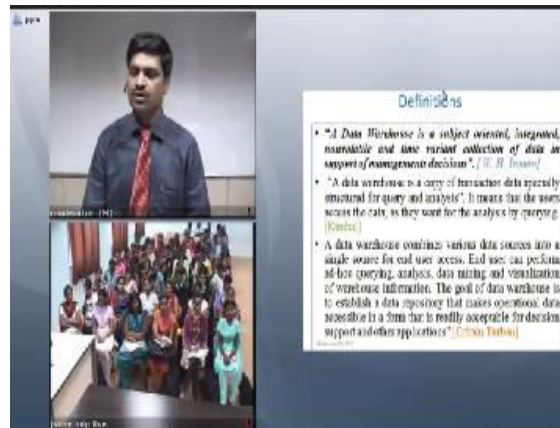 Definitions
• "A Data Warehouse is a subject oriented, integrated,
nonvolatile and time variant collection of data in
support of managements decisions". [W. H. Inmon]
• "A data warehouse is a copy of transaction data specially
structured for query and analysis". It means that the users
access the data, as they want for the analysis by querying.
[Kimbal]
• A data warehouse combines various data sources into a
single source for end user access. End user can perform
ad-hoc querying, analysis, data mining and visualization
of warehouse information. The goal of data warehouse is
to establish a data repository that makes operational data
accessible in a form that is readily acceptable for decision
support and other applications" [Efrain Turban]